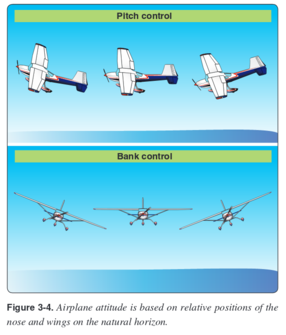 Pitch control
Bank control
Figure 3-4. Airplane attitude is based on relative positions of the
nose and wings on the natural horizon.